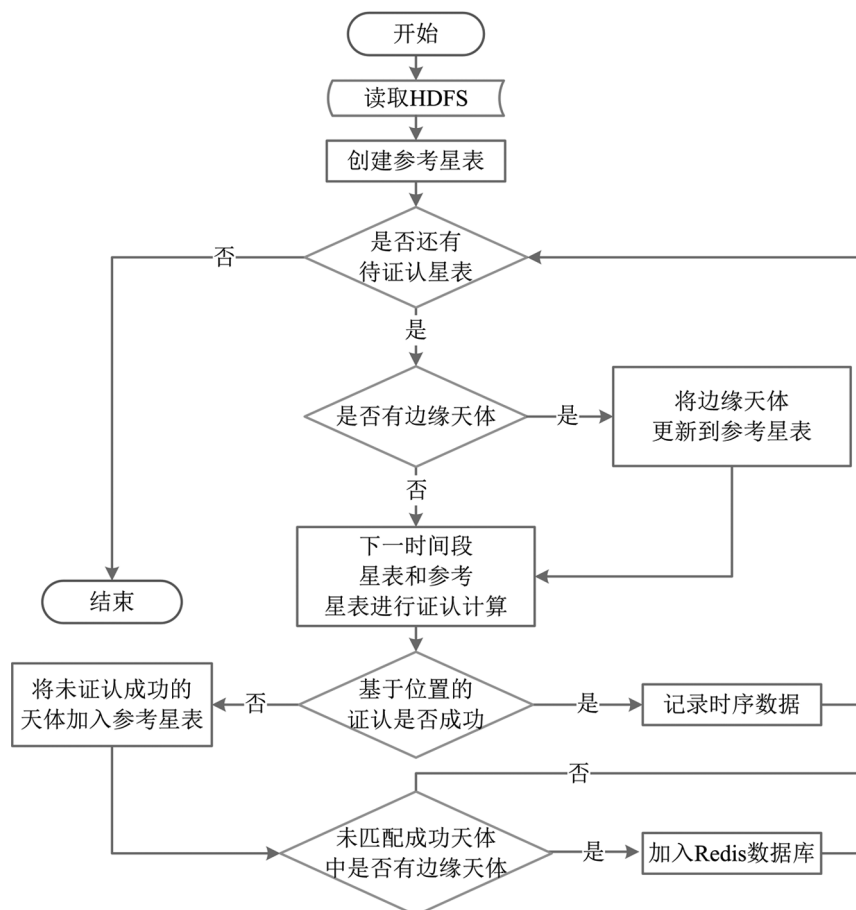 开始
读取HDFS
创建参考星表
是否还有
待证认星表
否
是
是否有边缘天体
是
将边缘天体
更新到参考星表
否
下一时间段
星表和参考
星表进行证认计算
结束
基于位置的
证认是否成功
否
将未证认成功的
天体加入参考星表
是
记录时序数据
否
未匹配成功天体
中是否有边缘天体
是
加入Redis数据库